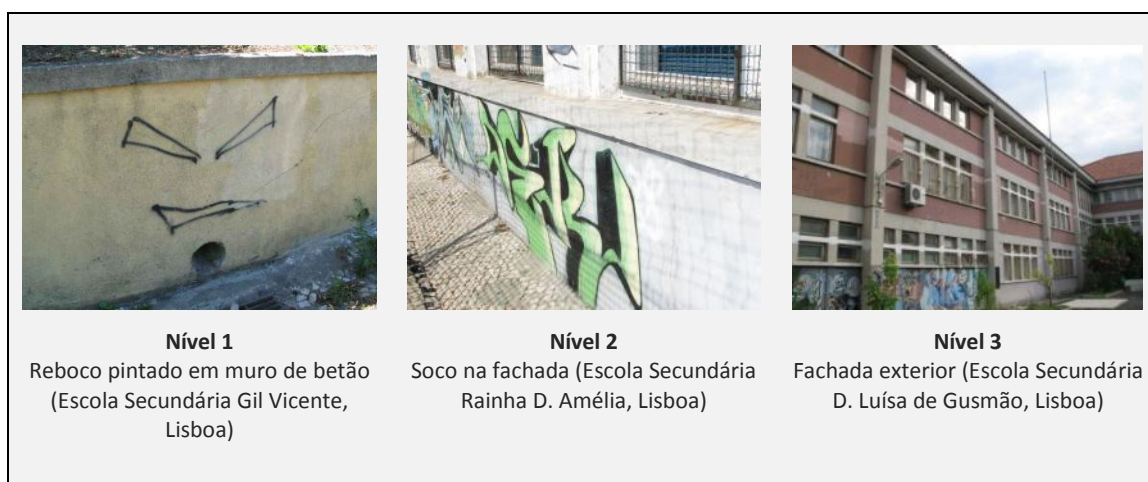 Nível 1
Reboco pintado em muro de betão
(Escola Secundária Gil Vicente,
Lisboa)
Nível 2
Soco na fachada (Escola Secundária
Rainha D. Amélia, Lisboa)
Nível 3
Fachada exterior (Escola Secundária
D. Luísa de Gusmão, Lisboa)